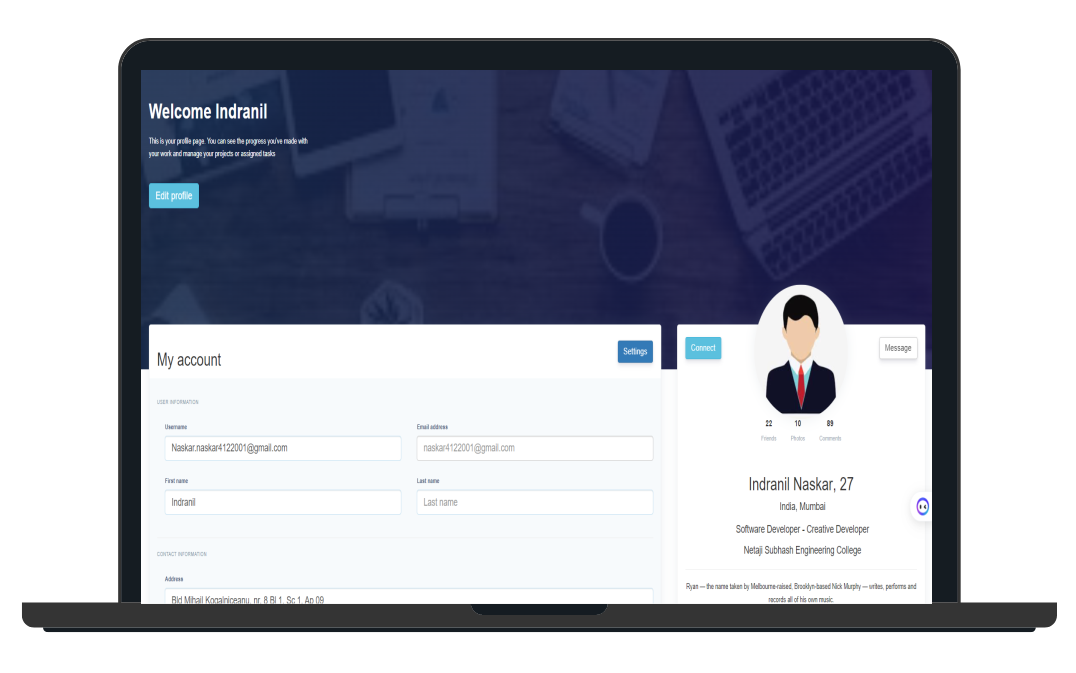 Welcome Indranil
This is your profile page. You can see the progress you've made with
your work and manage your projects or assigned tasks
Edit profile
My account
Settings
USER INFORMATION
Username
Email address
Naskar.naskar4122001@gmail.com
naskar4122001@gmail.com
First name
Last name
Indranil
Last name
CONTACT INFORMATION
Address
Bld Mihail Kogalniceanu, nr. 8 Bl 1, Sc 1, Ap 09
Connect
Message
22 10 89
Friends Photos Comments
Indranil Naskar, 27
India, Mumbai
Software Developer - Creative Developer
Netaji Subhash Engineering College
Ryan — the name taken by Melbourne-raised, Brooklyn-based Nick Murphy — writes, performs and
records all of his own music.